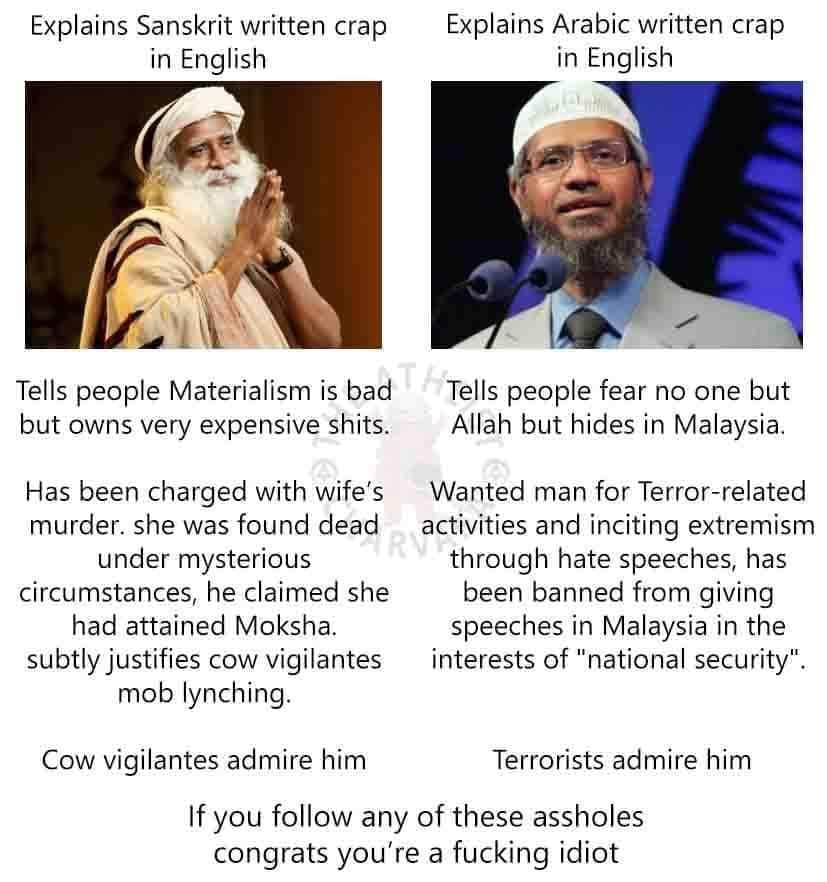 Explains Sanskrit written crap
in English
Explains Arabic written crap
in English
Tells people Materialism is bad
but owns very expensive shits.
Has been charged with wife's
murder. she was found dead
under mysterious
circumstances, he claimed she
had attained Moksha.
subtly justifies cow vigilantes
mob lynching.
Cow vigilantes admire him
Tells people fear no one but
Allah but hides in Malaysia.
Wanted man for Terror-related
activities and inciting extremism
through hate speeches, has
been banned from giving
speeches in Malaysia in the
interests of "national security".
Terrorists admire him
THE ATHEIST
CHARVAKA
If you follow any of these assholes
congrats you're a fucking idiot